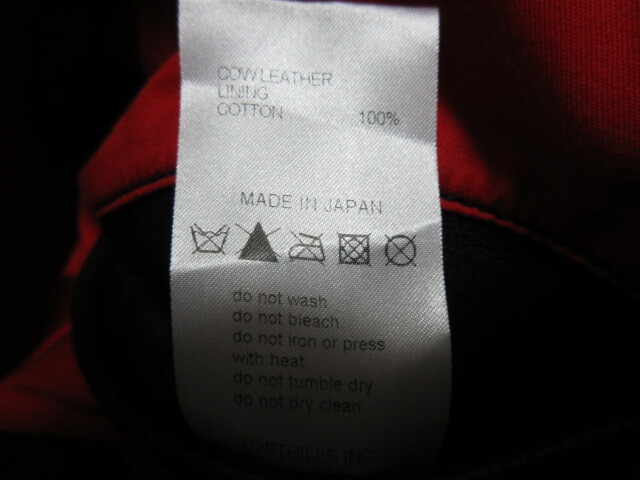 COW LEATHER
LINING
COTTON 100%
MADE IN JAPAN
do not wash
do not bleach
do not iron or press
with heat
do not tumble dry
do not dry clean
INC